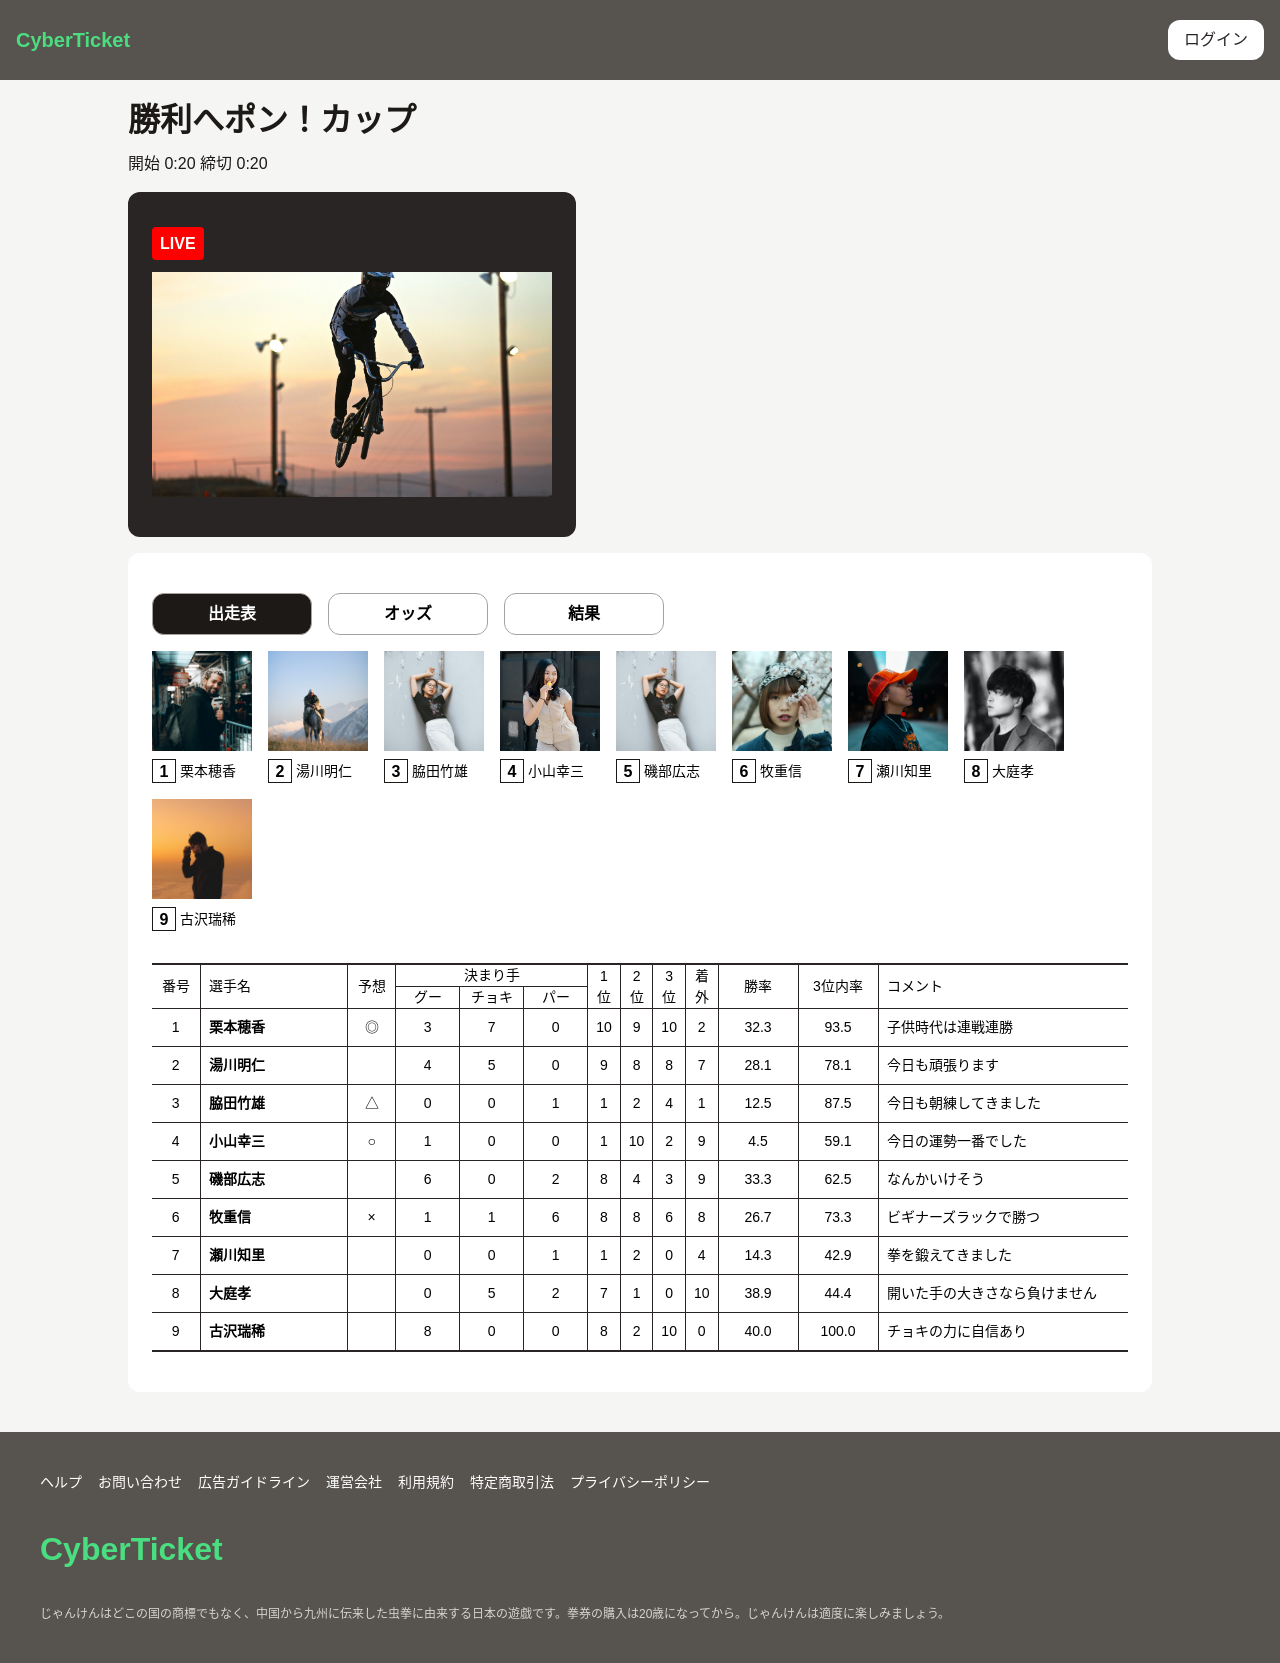 CyberTicket
ログイン
勝利へポン！カップ
開始 0:20 締切 0:20
LIVE
出走表 オッズ 結果
1 栗本穂香 2 湯川明仁 3 脇田竹雄 4 小山幸三 5 磯部広志 6 牧重信 7 瀬川知里 8 大庭孝
9 古沢瑞稀
番号 選手名 予想 決まり手 1位 2位 3位 着外 勝率 3位内率 コメント
グー チョキ パー
1 栗本穂香 ◎ 3 7 0 10 9 10 2 32.3 93.5 子供時代は連戦連勝
2 湯川明仁 4 5 0 9 8 8 7 28.1 78.1 今日も頑張ります
3 脇田竹雄 △ 0 0 1 1 2 4 1 12.5 87.5 今日も朝練してきました
4 小山幸三 ○ 1 0 0 1 10 2 9 4.5 59.1 今日の運勢一番でした
5 磯部広志 6 0 2 8 4 3 9 33.3 62.5 なんかいけそう
6 牧重信 × 1 1 6 8 8 6 8 26.7 73.3 ビギナーズラックで勝つ
7 瀬川知里 0 0 1 1 2 0 4 14.3 42.9 拳を鍛えてきました
8 大庭孝 0 5 2 7 1 0 10 38.9 44.4 開いた手の大きさなら負けません
9 古沢瑞稀 8 0 0 8 2 10 0 40.0 100.0 チョキの力に自信あり
ヘルプ お問い合わせ 広告ガイドライン 運営会社 利用規約 特定商取引法 プライバシーポリシー
CyberTicket
じゃんけんはどこの国の商標でもなく、中国から九州に伝来した虫拳に由来する日本の遊戯です。拳券の購入は20歳になってから。じゃんけんは適度に楽しみましょう。